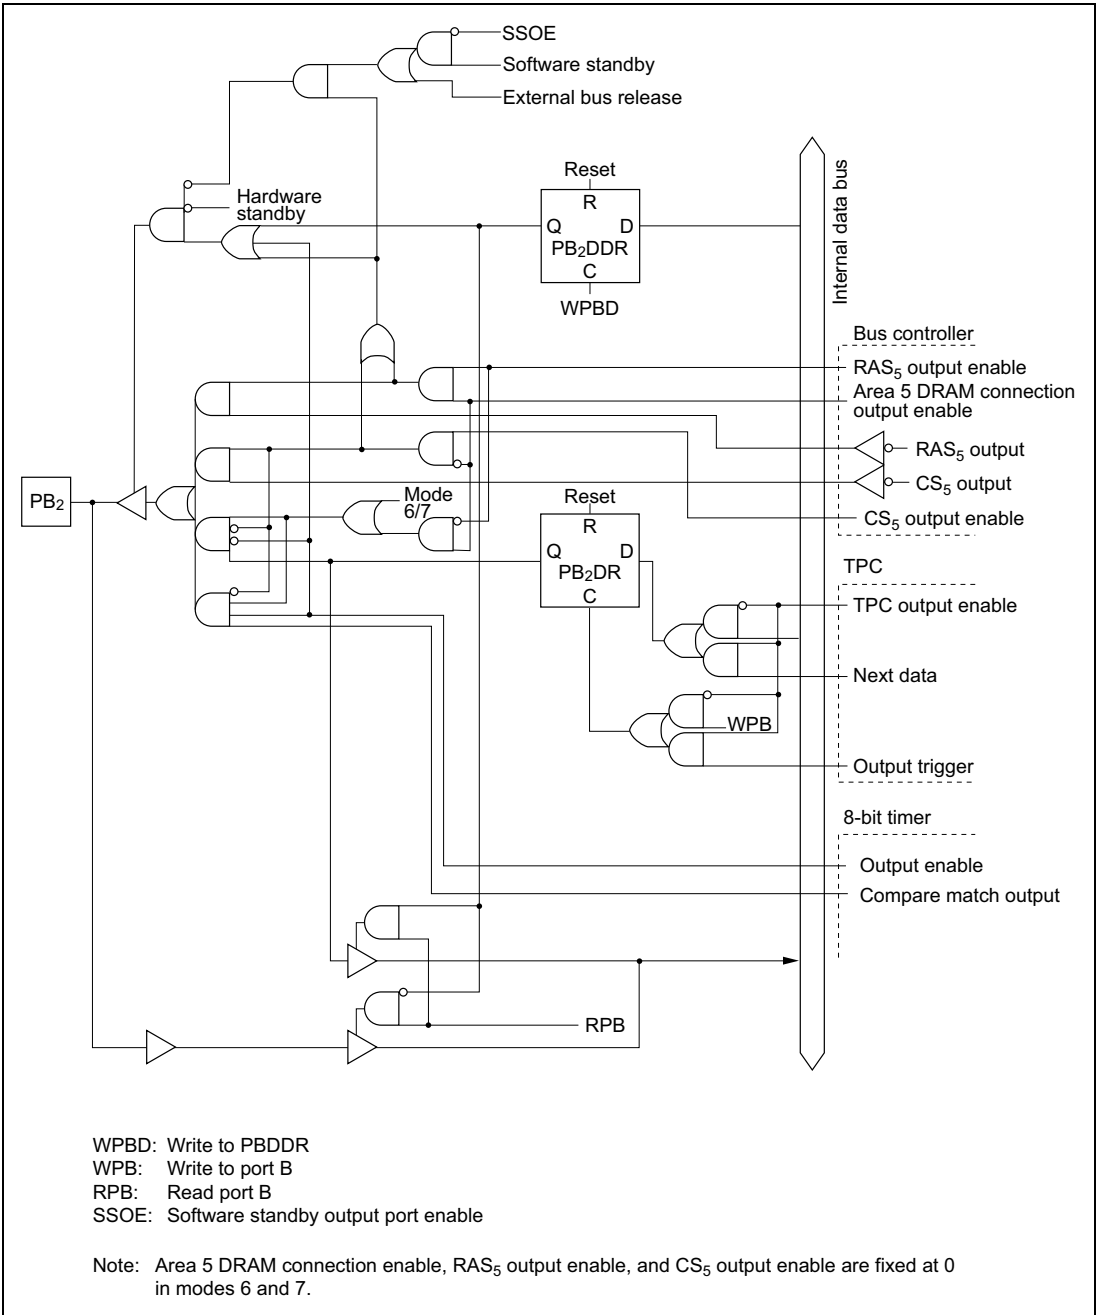 SSOE
Software standby
External bus release
Hardware
standby
Reset
R
Q D
PB₂DDR
C
WPBD
Internal data bus
Bus controller
RAS₅ output enable
Area 5 DRAM connection
output enable
RAS₅ output
CS₅ output
CS₅ output enable
PB₂
Mode
6/7
Reset
R
Q D
PB₂DR
C
TPC
TPC output enable
Next data
WPB
Output trigger
8-bit timer
Output enable
Compare match output
RPB
WPBD: Write to PBDDR
WPB: Write to port B
RPB: Read port B
SSOE: Software standby output port enable
Note: Area 5 DRAM connection enable, RAS₅ output enable, and CS₅ output enable are fixed at 0
in modes 6 and 7.